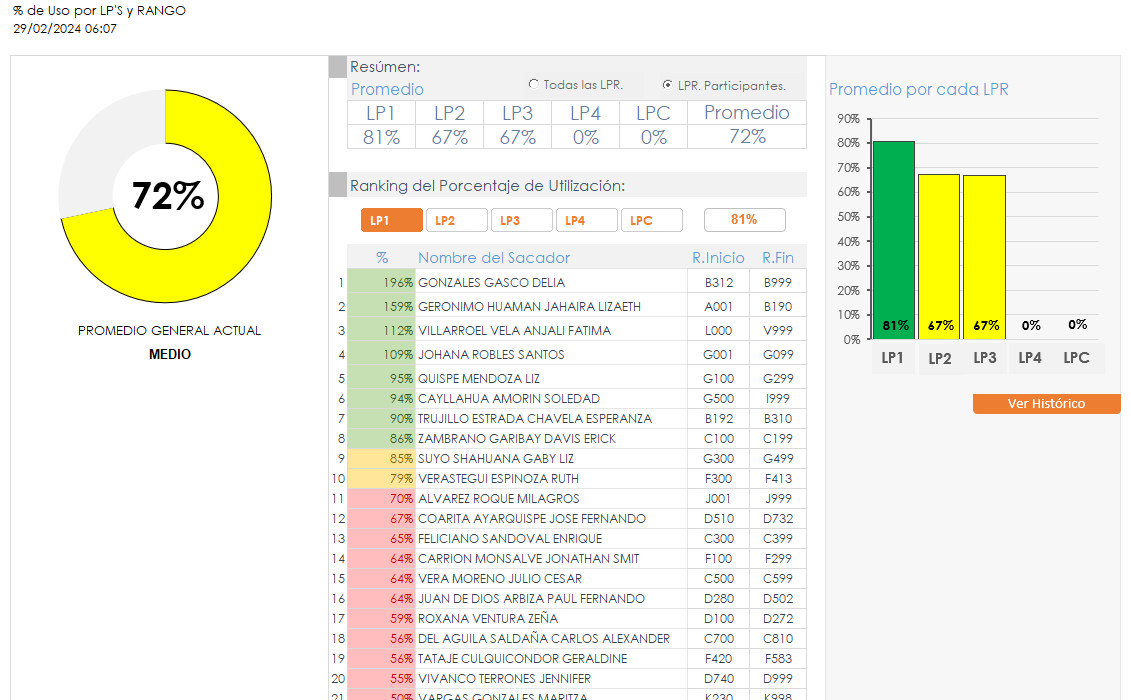 % de Uso por LP'S y RANGO
29/02/2024 06:07
72%
PROMEDIO GENERAL ACTUAL
MEDIO
Resúmen:
Promedio
Todas las LPR.
LPR. Participantes.
LP1 LP2 LP3 LP4 LPC Promedio
81% 67% 67% 0% 0% 72%
Ranking del Porcentaje de Utilización:
LP1 LP2 LP3 LP4 LPC 81%
% Nombre del Sacador R.Inicio R.Fin
1 196% GONZALES GASCO DELIA B312 B999
2 159% GERONIMO HUAMAN JAHAIRA LIZAETH A001 B190
3 112% VILLARROEL VELA ANJALI FATIMA L000 V999
4 109% JOHANA ROBLES SANTOS G001 G099
5 95% QUISPE MENDOZA LIZ G100 G299
6 94% CAYLLAHUA AMORIN SOLEDAD G500 I999
7 90% TRUJILLO ESTRADA CHAVELA ESPERANZA B192 B310
8 86% ZAMBRANO GARIBAY DAVIS ERICK C100 C199
9 85% SUYO SHAHUANA GABY LIZ G300 G499
10 79% VERASTEGUI ESPINOZA RUTH F300 F413
11 70% ALVAREZ ROQUE MILAGROS J001 J999
12 67% COARITA AYARQUISPE JOSE FERNANDO D510 D732
13 65% FELICIANO SANDOVAL ENRIQUE C300 C399
14 64% CARRION MONSALVE JONATHAN SMIT F100 F299
15 64% VERA MORENO JULIO CESAR C500 C599
16 64% JUAN DE DIOS ARBIZA PAUL FERNANDO D280 D502
17 59% ROXANA VENTURA ZEÑA D100 D272
18 56% DEL AGUILA SALDAÑA CARLOS ALEXANDER C700 C810
19 56% TATAJE CULQUICONDOR GERALDINE F420 F583
20 55% VIVANCO TERRONES JENNIFER D740 D999
21 50% VARGAS GONZALES MARITZA K230 K998
Promedio por cada LPR
90%
80%
70%
60%
50%
40%
30%
20%
10%
0%
81% 67% 67% 0% 0%
LP1 LP2 LP3 LP4 LPC
Ver Histórico